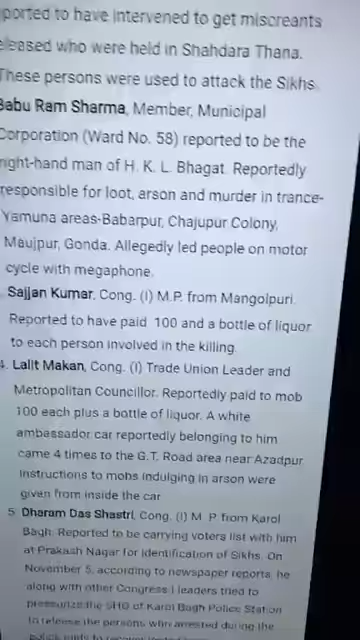 ported to have intervened to get miscreants
eleased who were held in Shahdara Thana.
These persons were used to attack the Sikhs.
Babu Ram Sharma, Member, Municipal
Corporation (Ward No. 58) reported to be the
right-hand man of H. K. L. Bhagat. Reportedly
responsible for loot, arson and murder in trance-
Yamuna areas-Babarpur, Chajupur Colony,
Maujpur, Gonda. Allegedly led people on motor
cycle with megaphone.
Sajjan Kumar, Cong. (I) M.P. from Mangolpuri.
Reported to have paid 100 and a bottle of liquor
to each person involved in the killing.
4. Lalit Makan, Cong. (I) Trade Union Leader and
Metropolitan Councillor. Reportedly paid to mob
100 each plus a bottle of liquor. A white
ambassador car reportedly belonging to him
came 4 times to the G.T. Road area near Azadpur.
Instructions to mobs indulging in arson were
given from inside the car
5. Dharam Das Shastri, Cong. (I) M P from Karol
Bagh. Reported to be carrying voters list with him
at Prakash Nagar for identification of Sikhs. On
November 5, according to newspaper reports, he
along with other Congress I leaders tried to
pressurize the SHO of Karol Bagh Police Station
to release the persons who arrested during the
police raids to recover